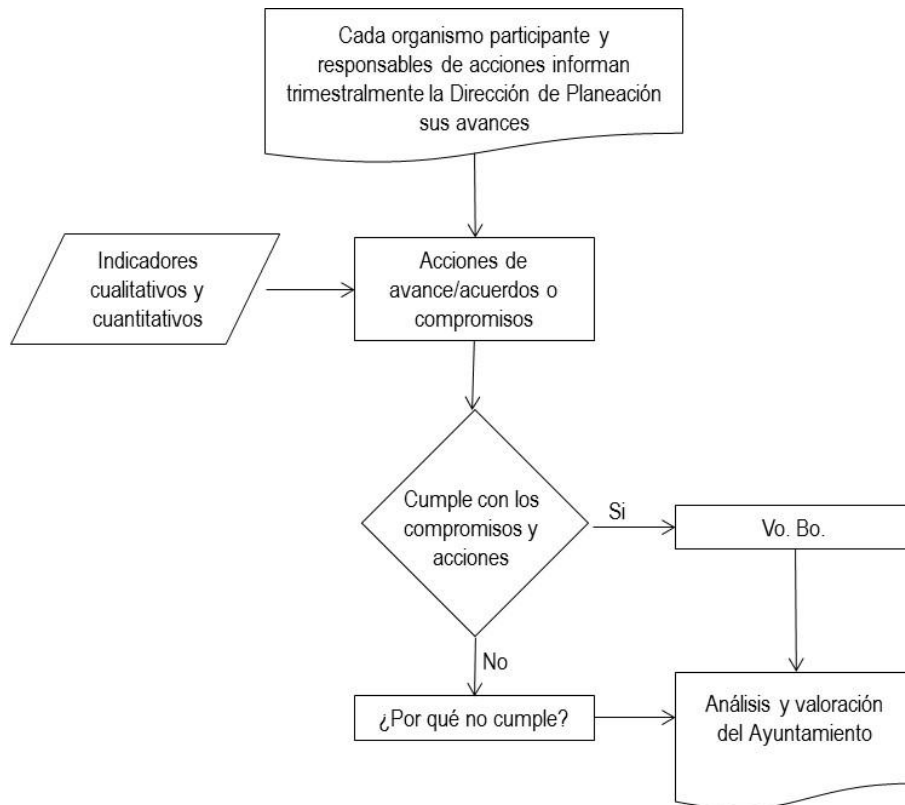 Cada organismo participante y
responsables de acciones informan
trimestralmente la Dirección de Planeación
sus avances
Indicadores
cualitativos y
cuantitativos
Acciones de
avance/acuerdos o
compromisos
Cumple con los
compromisos y
acciones
Si
Vo. Bo.
No
¿Por qué no cumple?
Análisis y valoración
del Ayuntamiento